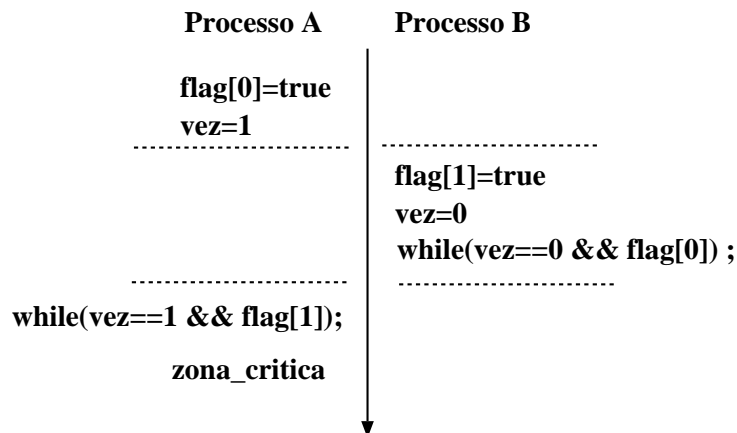 Processo A Processo B
flag[0]=true
vez=1
flag[1]=true
vez=0
while(vez==0 && flag[0]) ;
while(vez==1 && flag[1]);
zona_critica